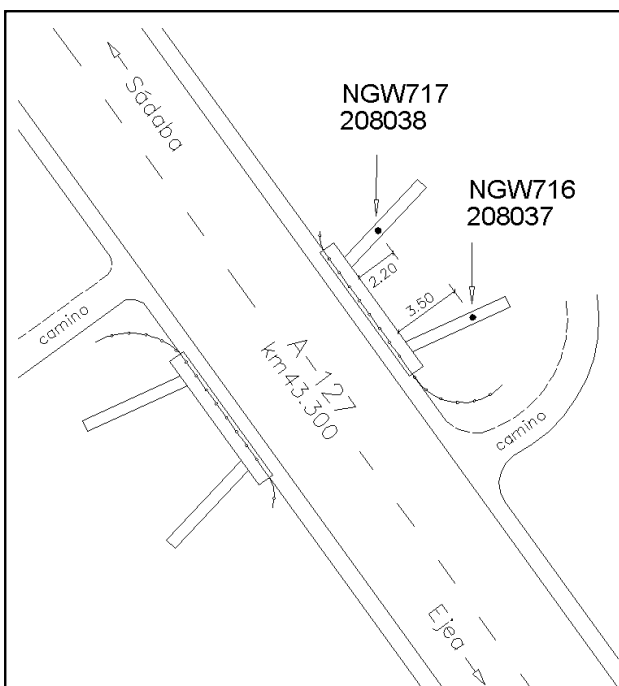 Sádaba
NGW717
208038
NGW716
208037
2.20
3.50
camino
A-127
km43.300
camino
Ejea